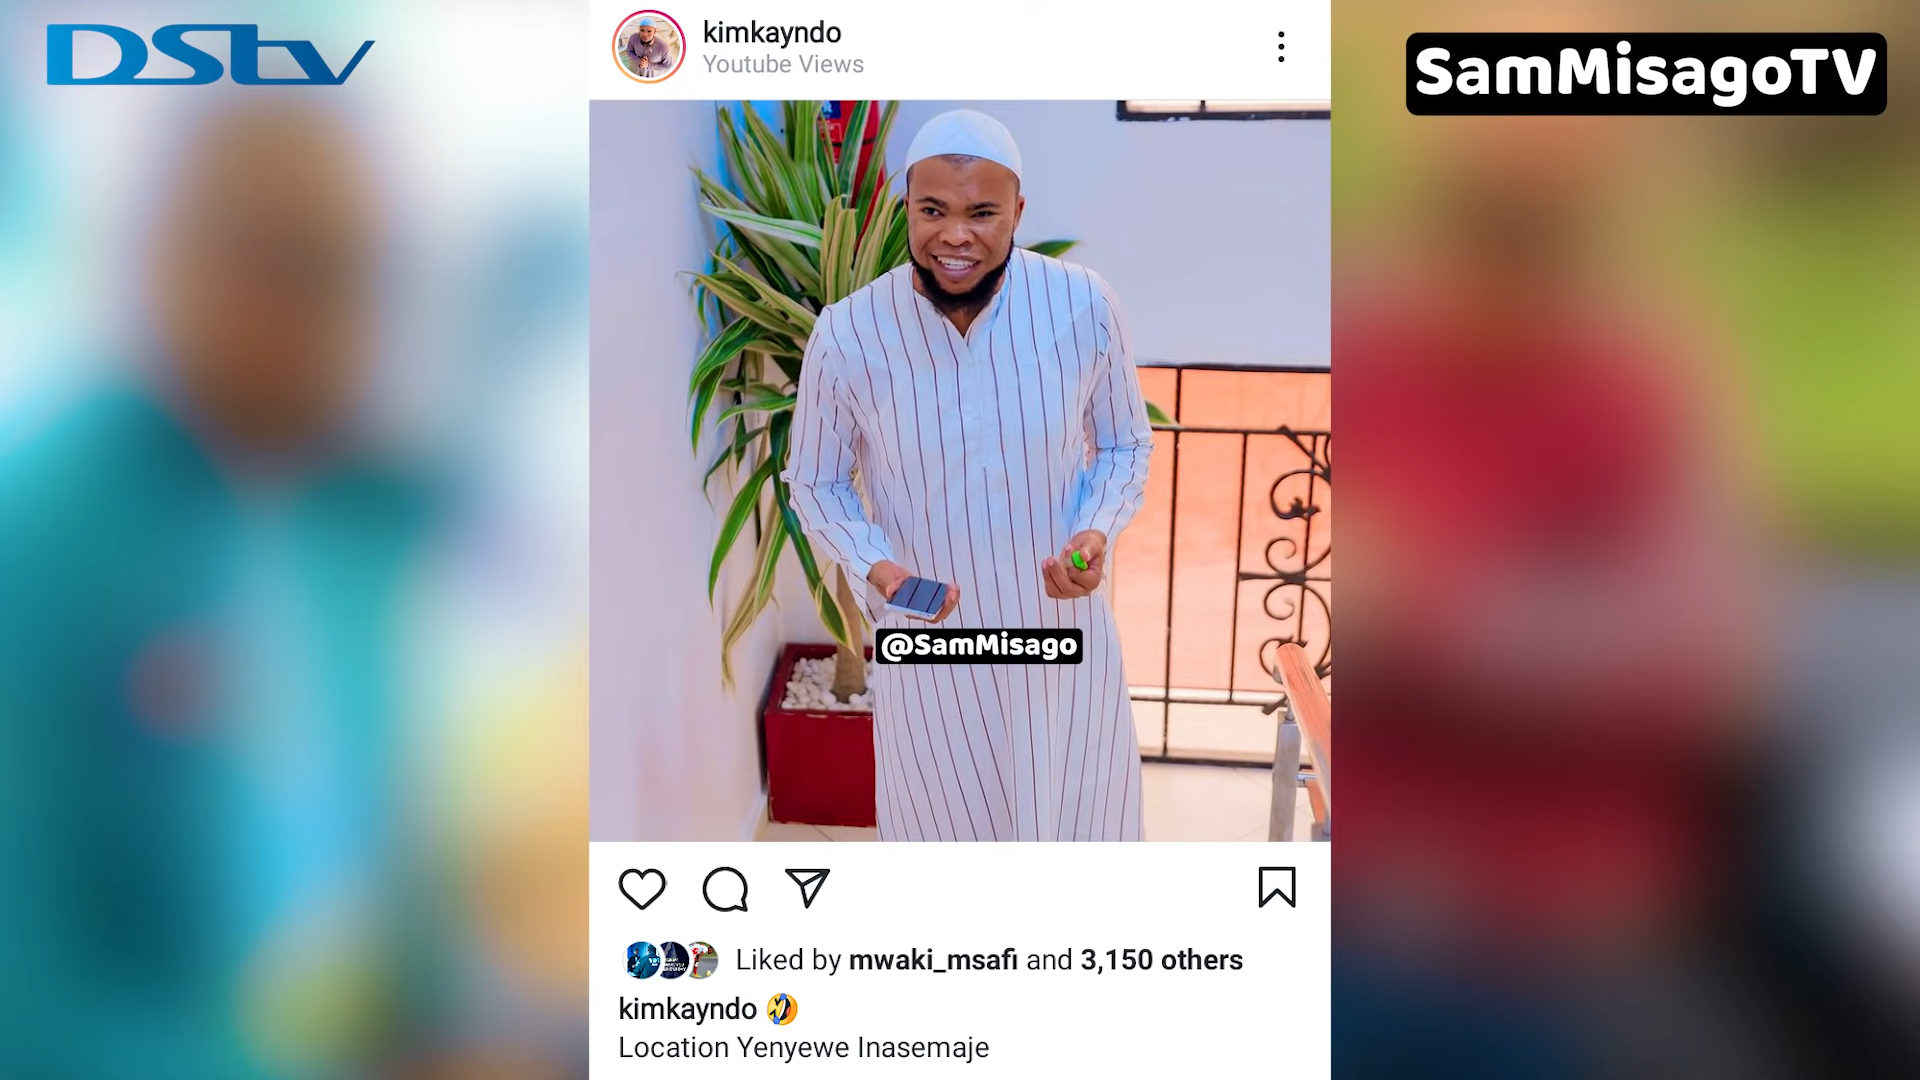 DStv
kimkayndo
Youtube Views
SamMisagoTV
@SamMisago
Liked by mwaki_msafi and 3,150 others
kimkayndo 🤣
Location Yenyewe Inasemaje